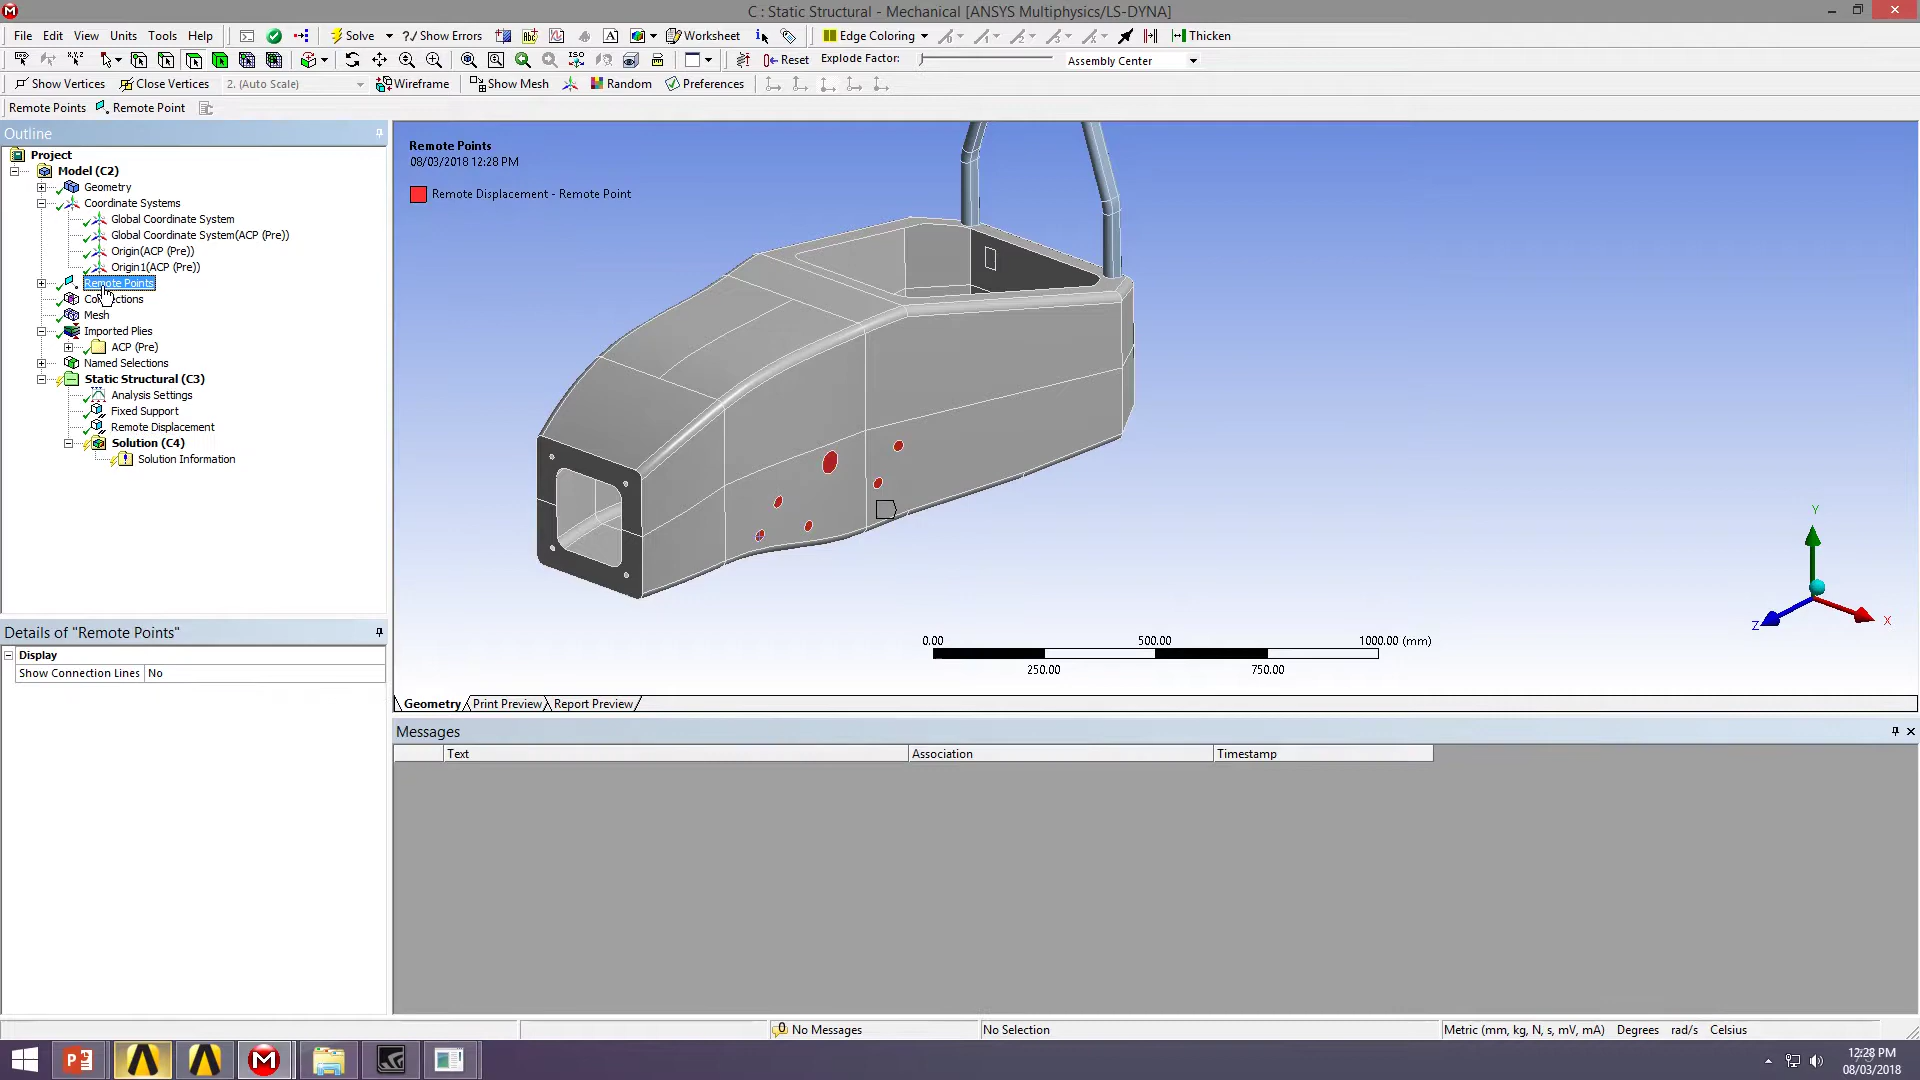 C : Static Structural - Mechanical [ANSYS Multiphysics/LS-DYNA]
File Edit View Units Tools Help Solve ?/ Show Errors Worksheet Edge Coloring Thicken
Reset Explode Factor: Assembly Center
Show Vertices Close Vertices 2. (Auto Scale) Wireframe Show Mesh Random Preferences
Remote Points Remote Point
Outline
Project
Model (C2)
Geometry
Coordinate Systems
Global Coordinate System
Global Coordinate System(ACP (Pre))
Origin(ACP (Pre))
Origin1(ACP (Pre))
Remote Points
Mesh
Imported Plies
ACP (Pre)
Named Selections
Static Structural (C3)
Analysis Settings
Fixed Support
Remote Displacement
Solution (C4)
Solution Information
Details of "Remote Points"
Display
Show Connection Lines No
Remote Points
08/03/2018 12:28 PM
Remote Displacement - Remote Point
Y
X
Z
0.00 500.00 1000.00 (mm)
250.00 750.00
Geometry Print Preview Report Preview
Messages
Text Association Timestamp
0 No Messages No Selection Metric (mm, kg, N, s, mV, mA) Degrees rad/s Celsius
12:28 PM
08/03/2018